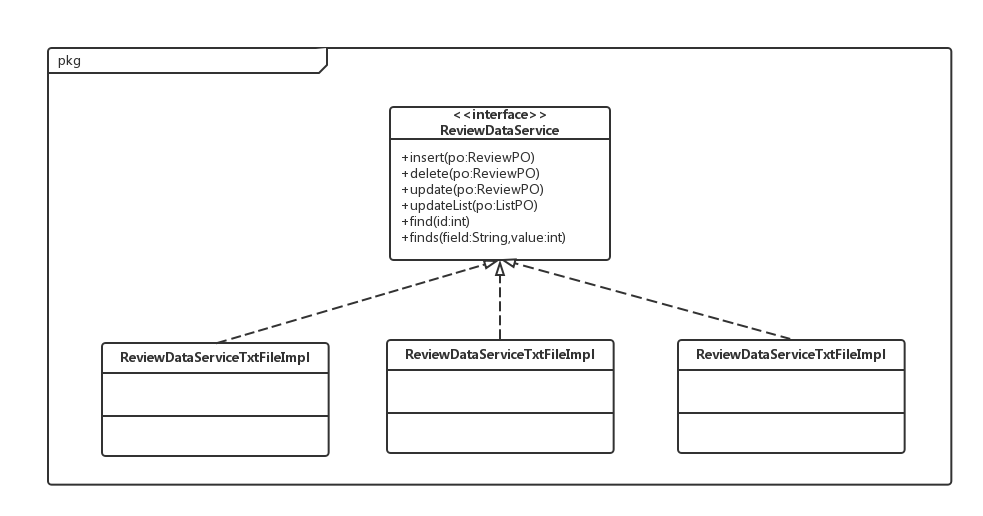 pkg
<<interface>>
ReviewDataService
+insert(po:ReviewPO)
+delete(po:ReviewPO)
+update(po:ReviewPO)
+updateList(po:ListPO)
+find(id:int)
+finds(field:String,value:int)
ReviewDataServiceTxtFileImpl
ReviewDataServiceTxtFileImpl
ReviewDataServiceTxtFileImpl